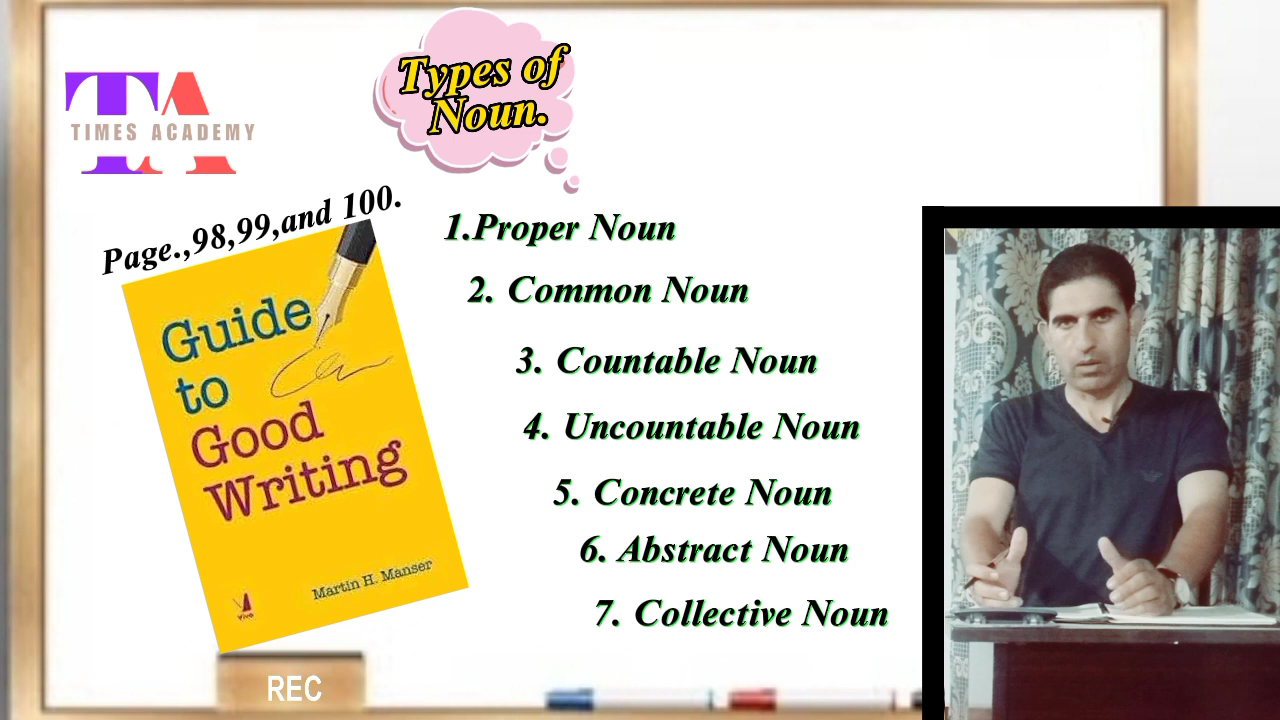 Types of
Noun.
TA
TIMES ACADEMY
Page.,98,99,and 100.
Guide
to
Good
Writing
Martin H. Manser
Viva
1.Proper Noun
2. Common Noun
3. Countable Noun
4. Uncountable Noun
5. Concrete Noun
6. Abstract Noun
7. Collective Noun
REC